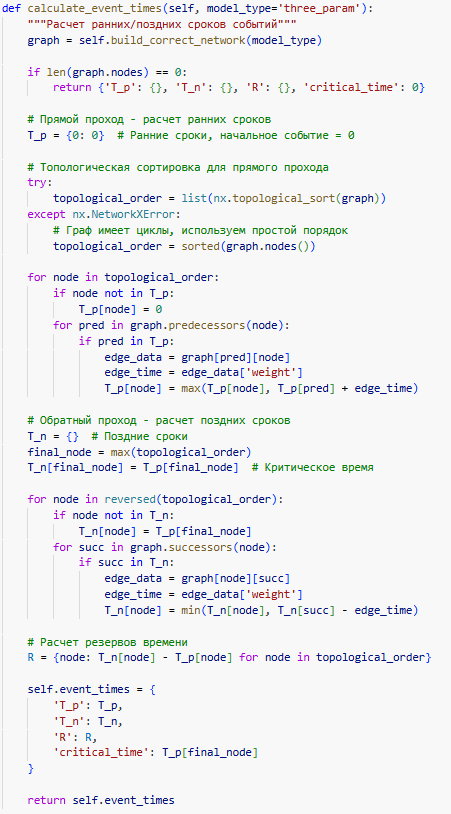 def calculate_event_times(self, model_type='three_param'):
    """Расчет ранних/поздних сроков событий"""
    graph = self.build_correct_network(model_type)

    if len(graph.nodes) == 0:
        return {'T_p': {}, 'T_n': {}, 'R': {}, 'critical_time': 0}

    # Прямой проход - расчет ранних сроков
    T_p = {0: 0}  # Ранние сроки, начальное событие = 0

    # Топологическая сортировка для прямого прохода
    try:
        topological_order = list(nx.topological_sort(graph))
    except nx.NetworkXError:
        # Граф имеет циклы, используем простой порядок
        topological_order = sorted(graph.nodes())

    for node in topological_order:
        if node not in T_p:
            T_p[node] = 0
        for pred in graph.predecessors(node):
            if pred in T_p:
                edge_data = graph[pred][node]
                edge_time = edge_data['weight']
                T_p[node] = max(T_p[node], T_p[pred] + edge_time)

    # Обратный проход - расчет поздних сроков
    T_n = {}  # Поздние сроки
    final_node = max(topological_order)
    T_n[final_node] = T_p[final_node]  # Критическое время

    for node in reversed(topological_order):
        if node not in T_n:
            T_n[node] = T_p[final_node]
        for succ in graph.successors(node):
            if succ in T_n:
                edge_data = graph[node][succ]
                edge_time = edge_data['weight']
                T_n[node] = min(T_n[node], T_n[succ] - edge_time)

    # Расчет резервов времени
    R = {node: T_n[node] - T_p[node] for node in topological_order}

    self.event_times = {
        'T_p': T_p,
        'T_n': T_n,
        'R': R,
        'critical_time': T_p[final_node]
    }

    return self.event_times